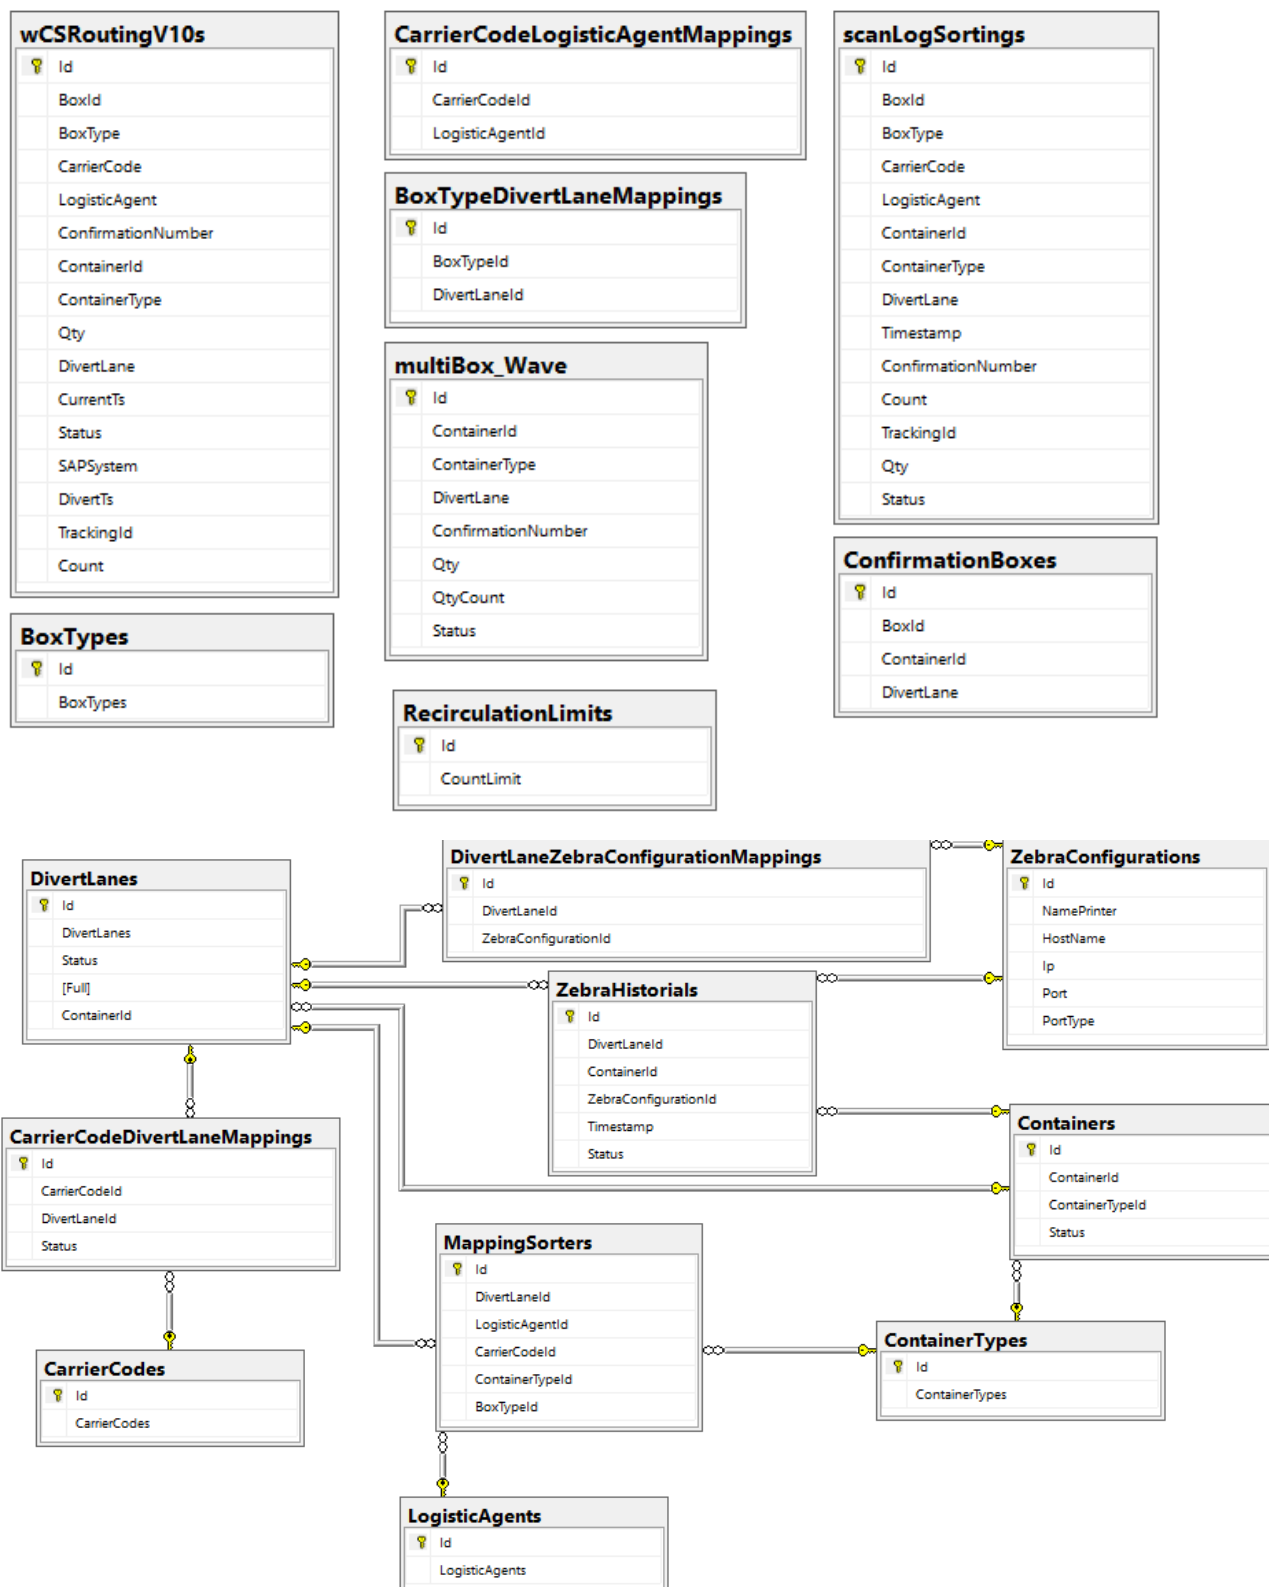 wCSRoutingV10s
Id
BoxId
BoxType
CarrierCode
LogisticAgent
ConfirmationNumber
ContainerId
ContainerType
Qty
DivertLane
CurrentTs
Status
SAPSystem
DivertTs
TrackingId
Count
BoxTypes
Id
BoxTypes
CarrierCodeLogisticAgentMappings
Id
CarrierCodeId
LogisticAgentId
BoxTypeDivertLaneMappings
Id
BoxTypeId
DivertLaneId
multiBox_Wave
Id
ContainerId
ContainerType
DivertLane
ConfirmationNumber
Qty
QtyCount
Status
RecirculationLimits
Id
CountLimit
scanLogSortings
Id
BoxId
BoxType
CarrierCode
LogisticAgent
ContainerId
ContainerType
DivertLane
Timestamp
ConfirmationNumber
Count
TrackingId
Qty
Status
ConfirmationBoxes
Id
BoxId
ContainerId
DivertLane
DivertLanes
Id
DivertLanes
Status
[Full]
ContainerId
DivertLaneZebraConfigurationMappings
Id
DivertLaneId
ZebraConfigurationId
ZebraConfigurations
Id
NamePrinter
HostName
Ip
Port
PortType
ZebraHistorials
Id
DivertLaneId
ContainerId
ZebraConfigurationId
Timestamp
Status
CarrierCodeDivertLaneMappings
Id
CarrierCodeId
DivertLaneId
Status
Containers
Id
ContainerId
ContainerTypeId
Status
MappingSorters
Id
DivertLaneId
LogisticAgentId
CarrierCodeId
ContainerTypeId
BoxTypeId
ContainerTypes
Id
ContainerTypes
CarrierCodes
Id
CarrierCodes
LogisticAgents
Id
LogisticAgents